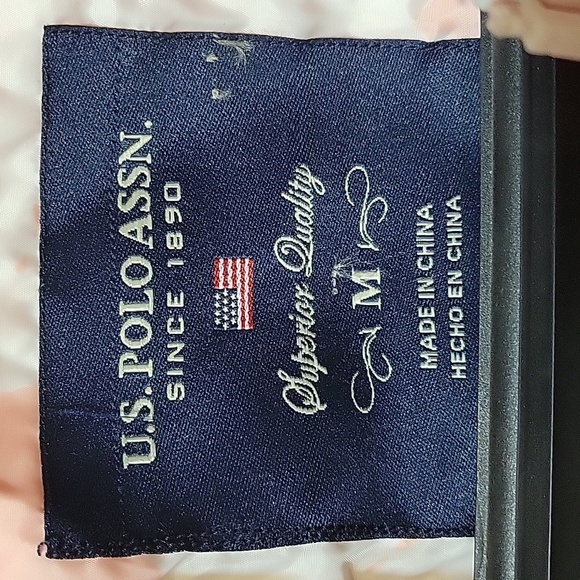 U.S. POLO ASSN.
SINCE 1890
Superior Quality
M
MADE IN CHINA
HECHO EN CHINA